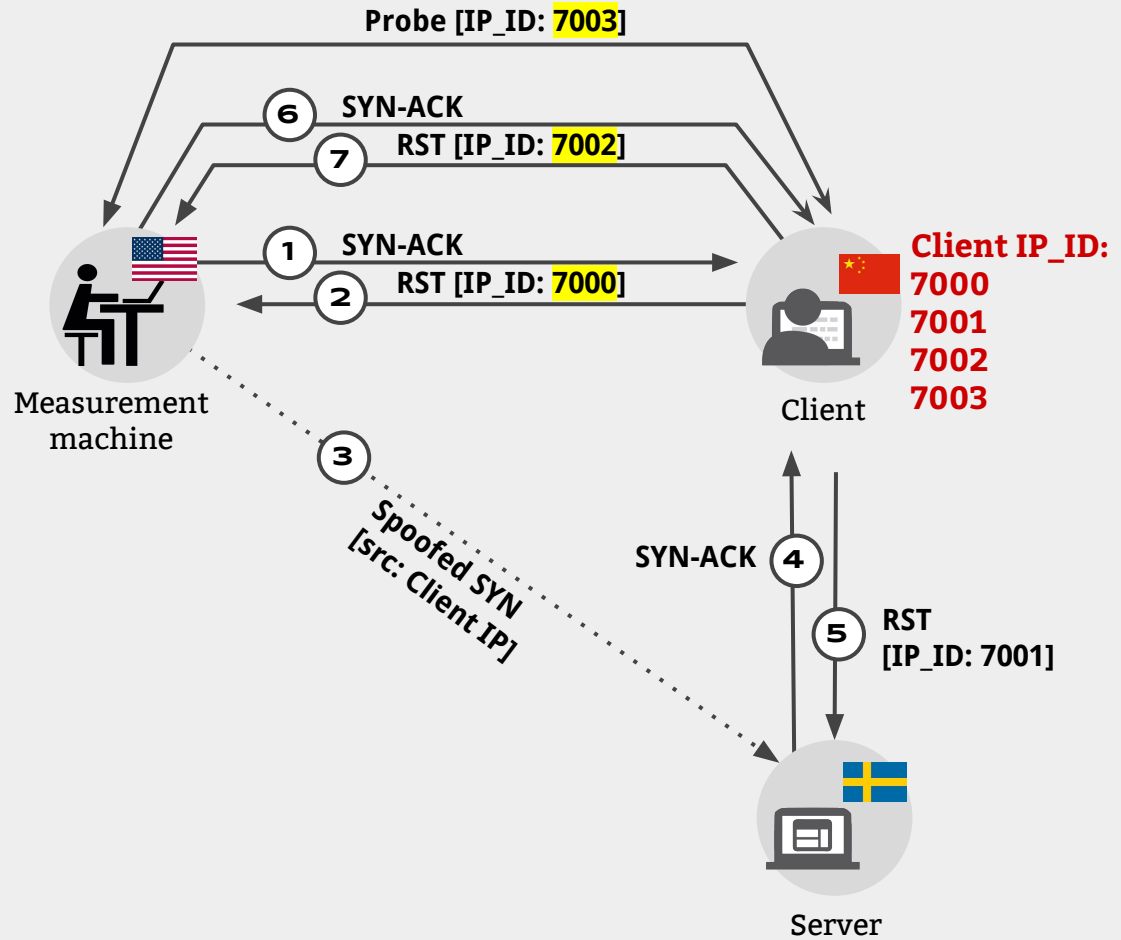 Probe [IP_ID: 7003]
6
SYN-ACK
7
RST [IP_ID: 7002]
1
SYN-ACK
2
RST [IP_ID: 7000]
Client IP_ID:
7000
7001
7002
7003
Measurement
machine
Client
3
Spoofed SYN
[src: Client IP]
SYN-ACK
4
5
RST
[IP_ID: 7001]
Server